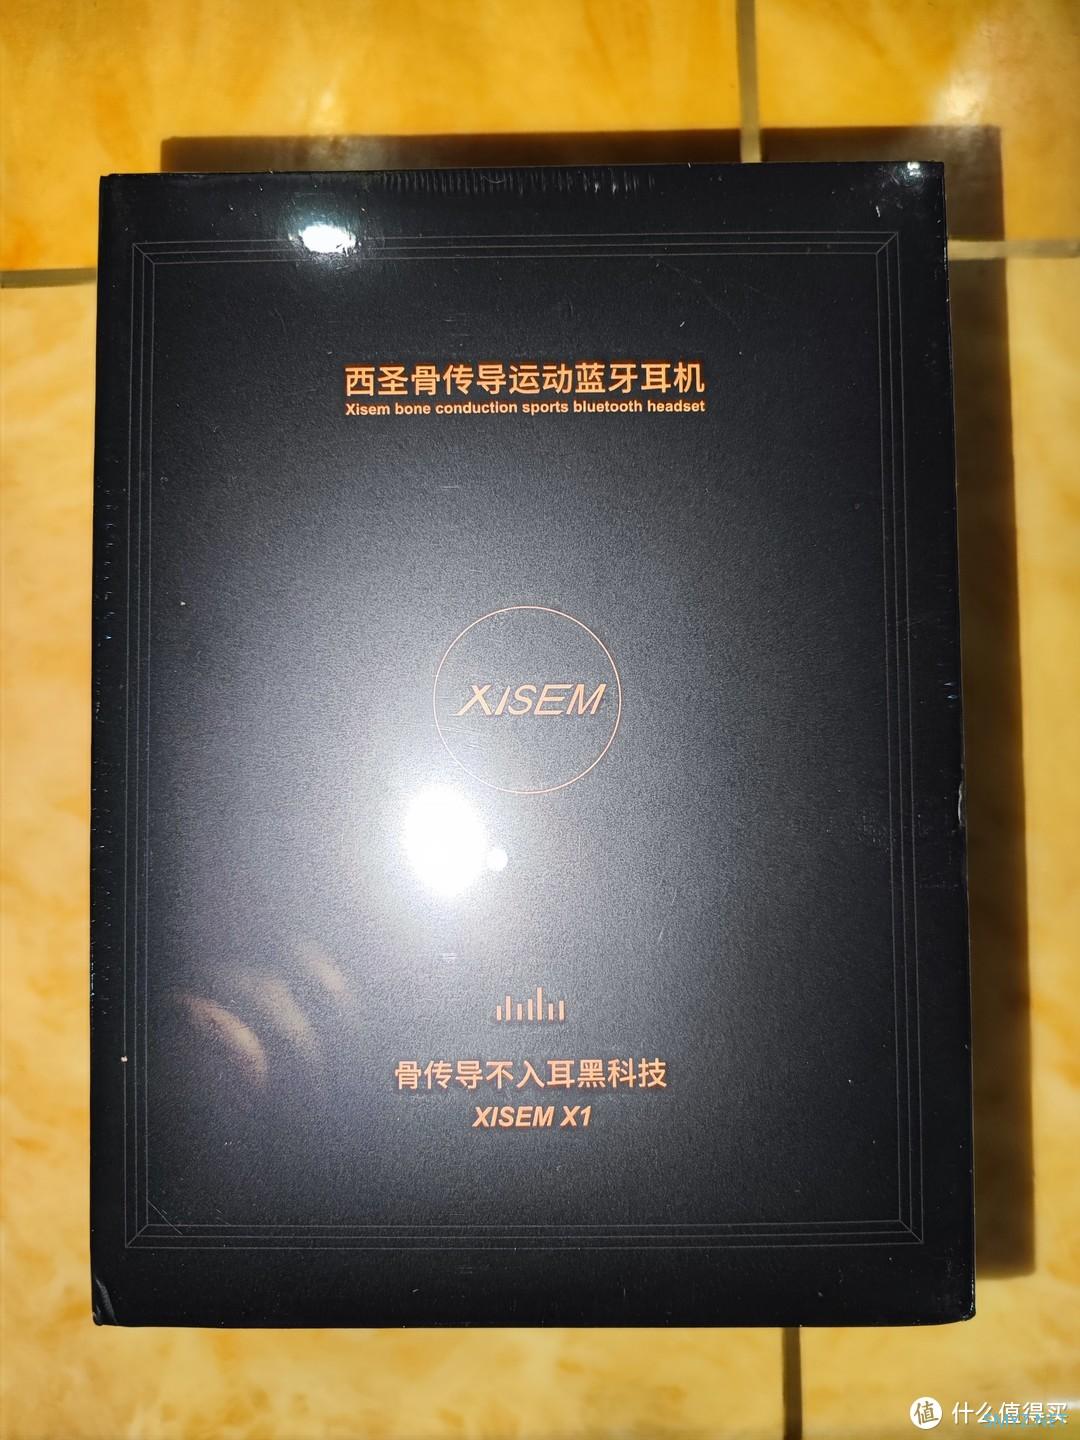 西圣骨传导运动蓝牙耳机
Xisem bone conduction sports bluetooth headset
XISEM
骨传导不入耳黑科技
XISEM X1
值 什么值得买